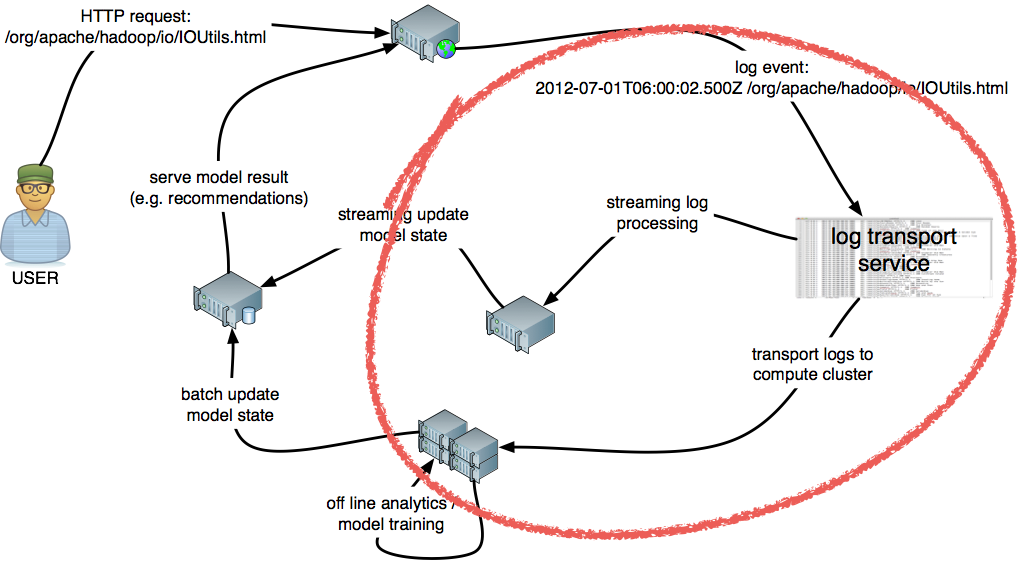 HTTP request:
/org/apache/hadoop/io/IOUtils.html
log event:
2012-07-01T06:00:02.500Z /org/apache/hadoop/io/IOUtils.html
serve model result
(e.g. recommendations)
streaming update
model state
streaming log
processing
log transport
service
USER
transport logs to
compute cluster
batch update
model state
off line analytics /
model training